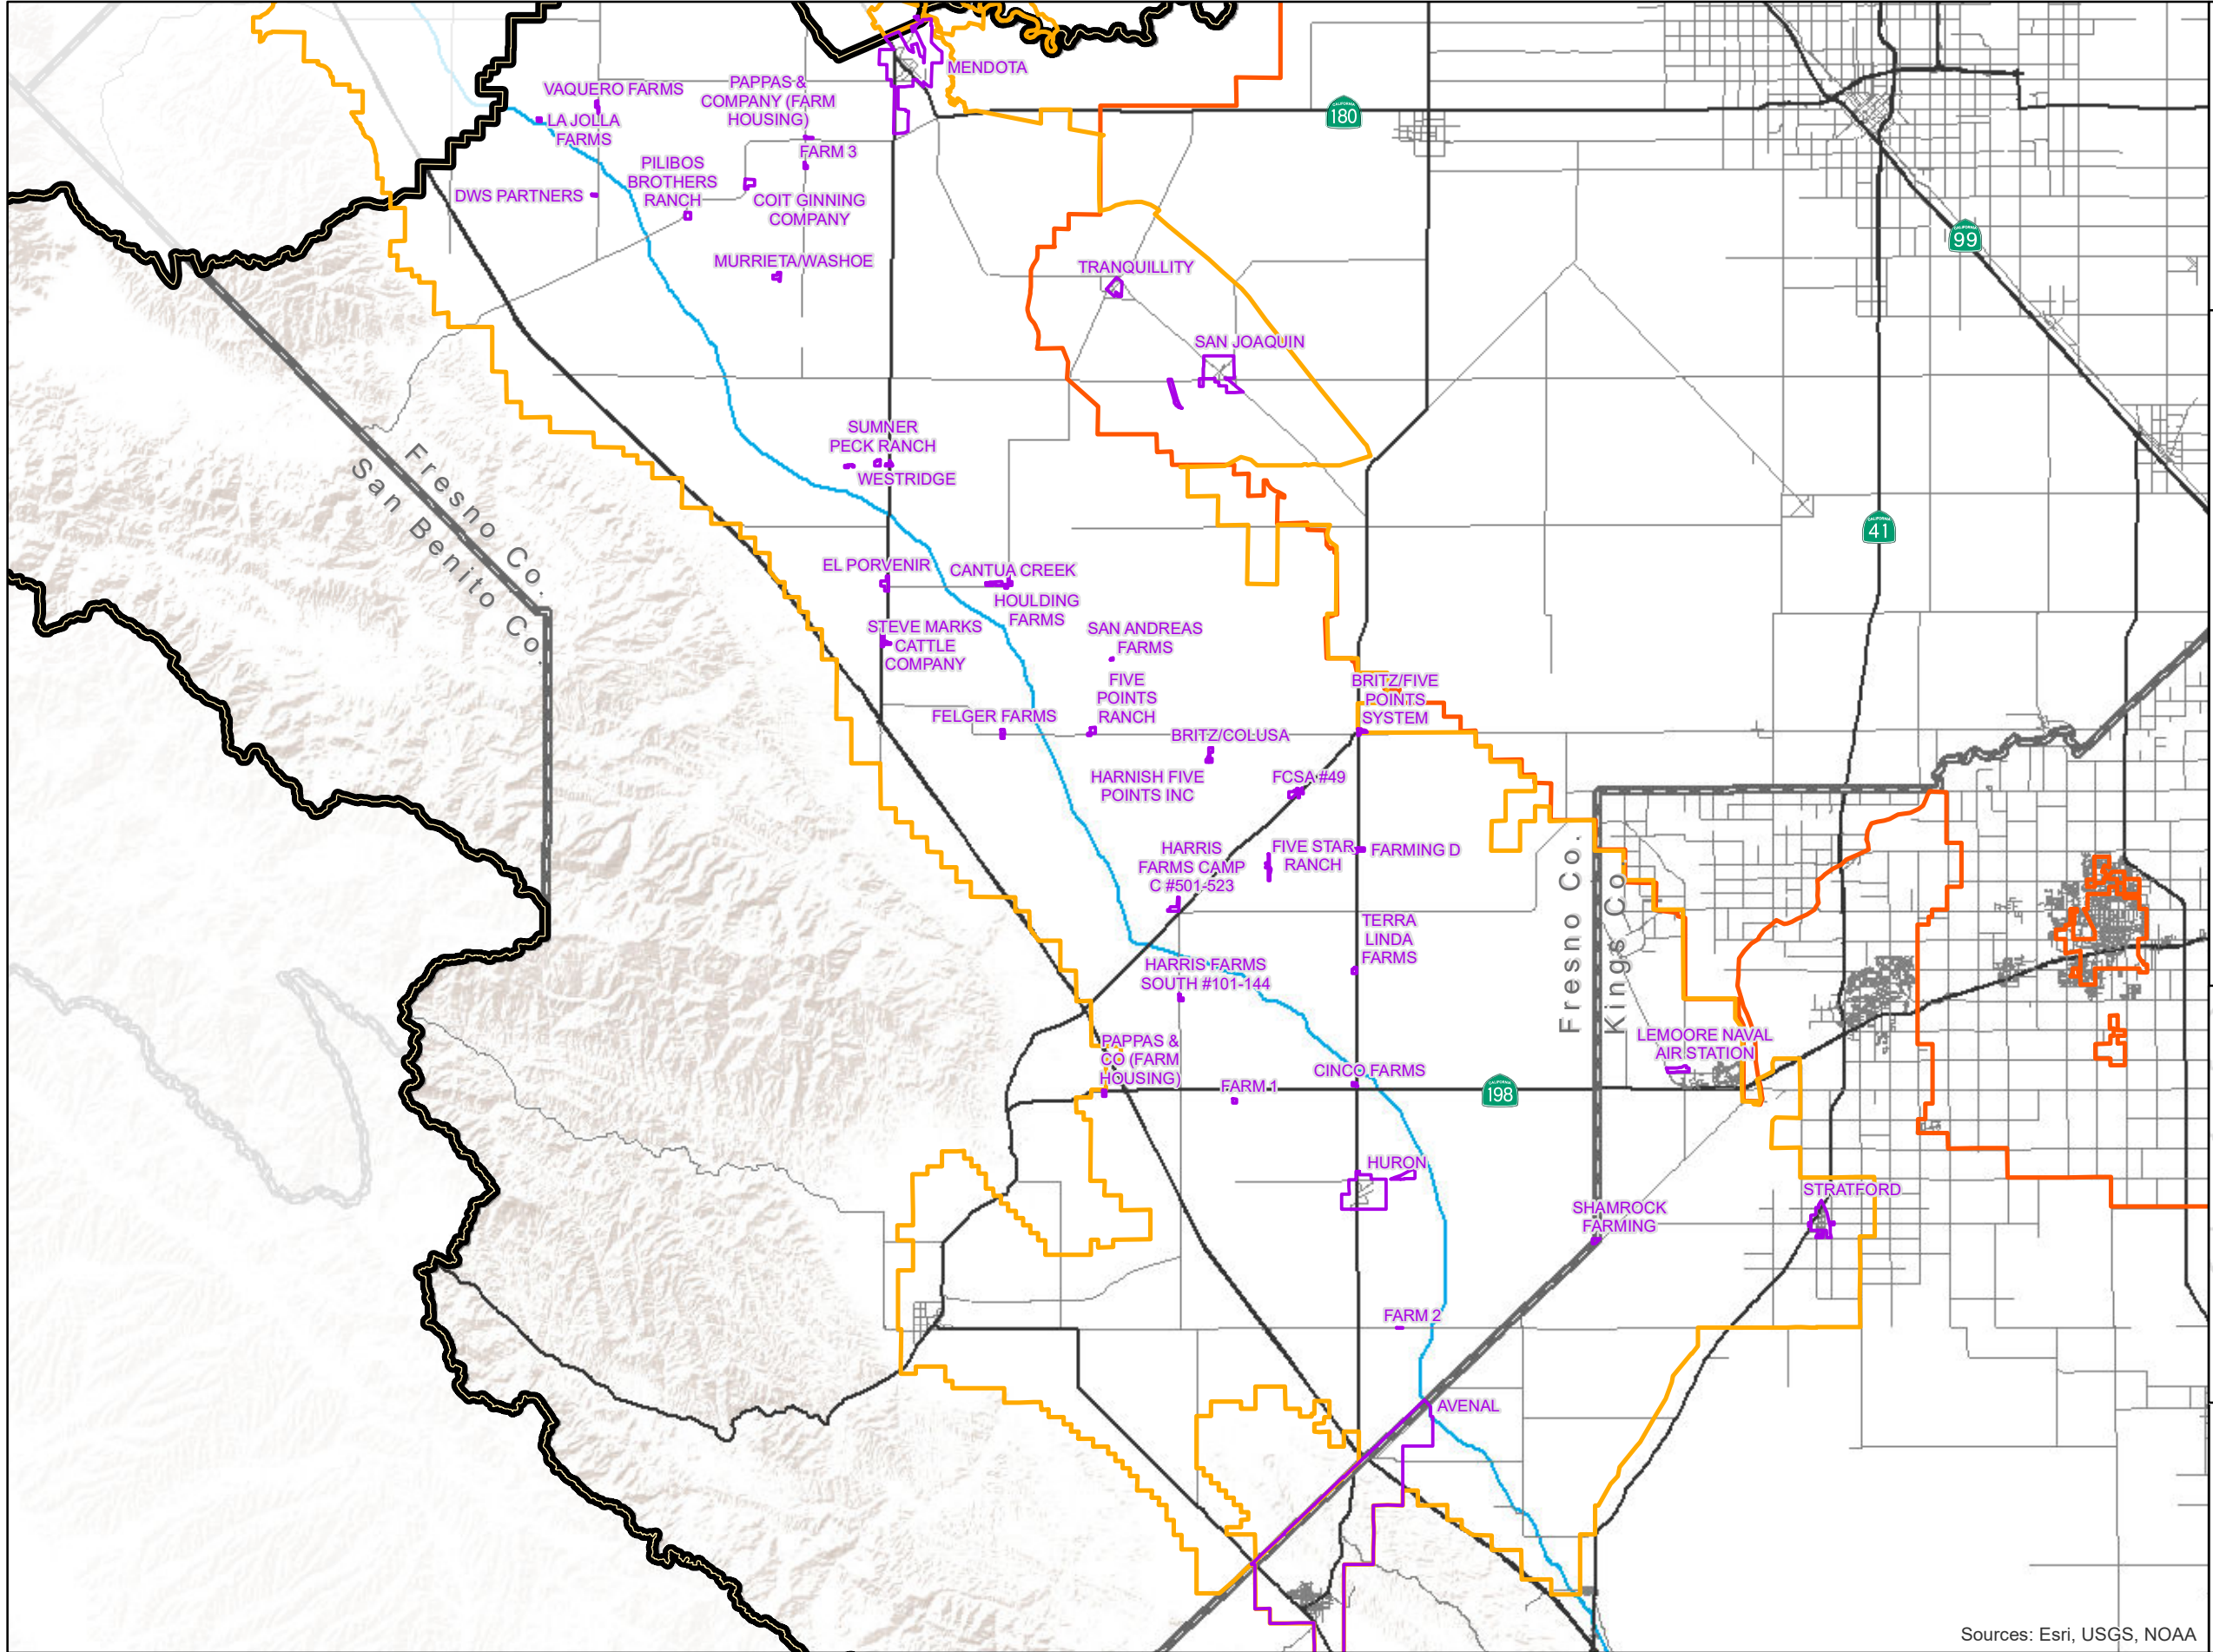 MENDOTA
VAQUERO FARMS
PAPPAS &
COMPANY (FARM
HOUSING)
LA JOLLA
FARMS
CALIFORNIA
180
FARM 3
PILIBOS
BROTHERS
RANCH
DWS PARTNERS
COIT GINNING
COMPANY
CALIFORNIA
99
MURRIETA/WASHOE
TRANQUILLITY
SAN JOAQUIN
SUMNER
PECK RANCH
WESTRIDGE
Fresno Co.
San Benito Co.
CALIFORNIA
41
EL PORVENIR
CANTUA CREEK
HOULDING
FARMS
STEVE MARKS
CATTLE
COMPANY
SAN ANDREAS
FARMS
FIVE
POINTS
RANCH
BRITZ/FIVE
POINTS
SYSTEM
FELGER FARMS
BRITZ/COLUSA
HARNISH FIVE
POINTS INC
FCSA #49
HARRIS
FARMS CAMP
C #501-523
FIVE STAR
RANCH
FARMING D
Fresno Co.
Kings Co.
TERRA
LINDA
FARMS
HARRIS FARMS
SOUTH #101-144
LEMOORE NAVAL
AIR STATION
PAPPAS &
CO (FARM
HOUSING)
FARM 1
CINCO FARMS
CALIFORNIA
198
HURON
STRATFORD
SHAMROCK
FARMING
FARM 2
AVENAL
Sources: Esri, USGS, NOAA